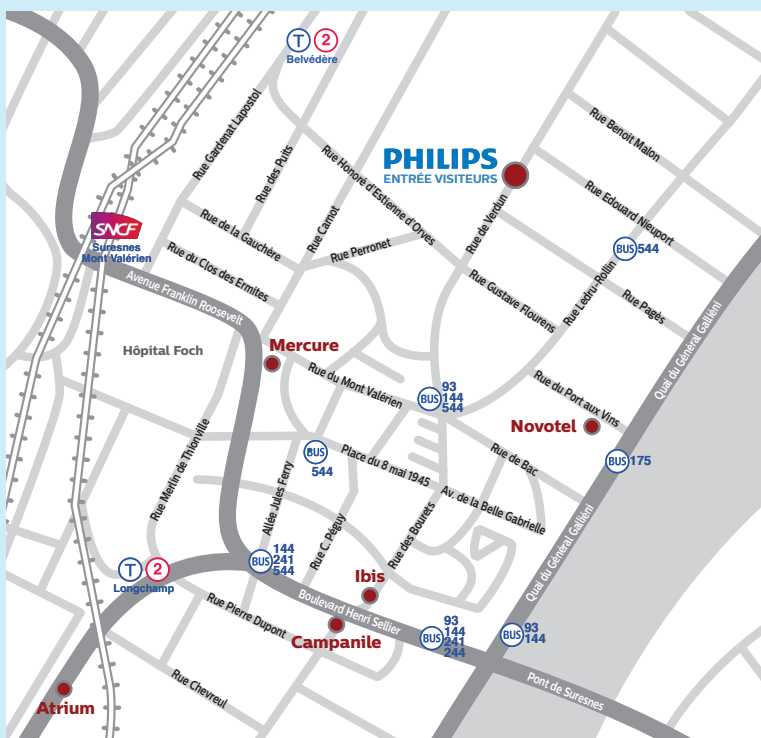 T 2
Belvédère
Rue Gardenat Lapostol
Rue des Puits
Rue Honoré d'Estienne d'Orves
Rue Benoit Malon
PHILIPS
ENTRÉE VISITEURS
Rue Edouard Nieuport
Rue de Verdun
Rue Carnot
Rue de la Gauchère
Rue Perronet
SNCF
Suresnes
Mont Valérien
BUS 544
Rue du Clos des Ermites
Avenue Franklin Roosevelt
Rue Gustave Flourens
Rue Ledru-Rollin
Rue Pagès
Quai du Général Galliéni
Hôpital Foch
Mercure
Rue du Mont Valérien
BUS
93
144
544
Rue du Port aux Vins
Novotel
Rue Merlin de Thionville
BUS
544
Place du 8 mai 1945
Rue de Bac
BUS 175
Allée Jules Ferry
Rue C. Péguy
Rue des Bourets
Av. de la Belle Gabrielle
Quai du Général Galliéni
T 2
Longchamp
BUS
144
241
544
Ibis
Boulevard Henri Sellier
Rue Pierre Dupont
Campanile
BUS
93
144
241
244
BUS
93
144
Rue Chevreul
Pont de Suresnes
Atrium